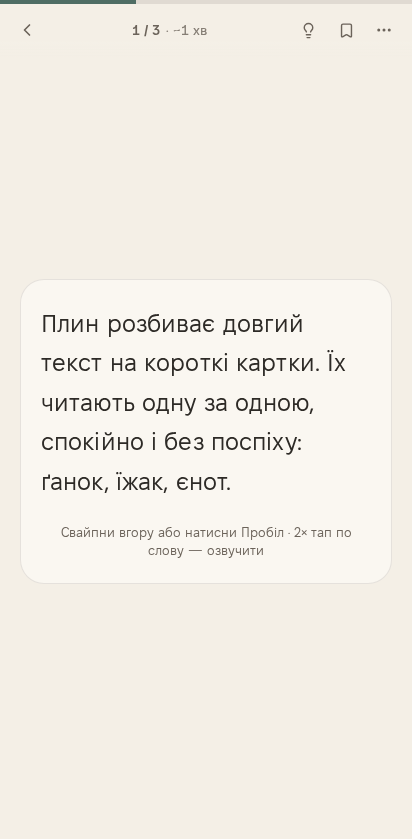 1 / 3 · ~1 хв
Плин розбиває довгий
текст на короткі картки. Їх
читають одну за одною,
спокійно і без поспіху:
ґанок, їжак, єнот.
Свайпни вгору або натисни Пробіл · 2× тап по
слову — озвучити